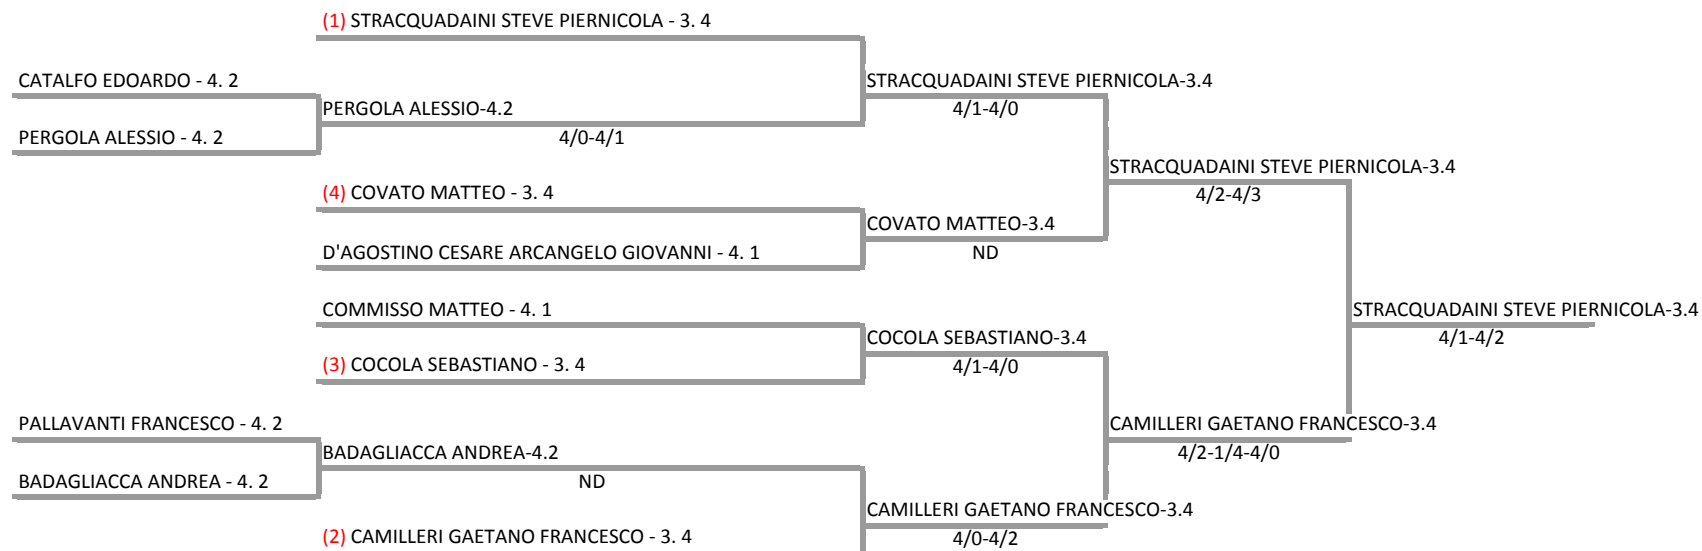 (1) STRACQUADAINI STEVE PIERNICOLA - 3. 4
CATALFO EDOARDO - 4. 2
STRACQUADAINI STEVE PIERNICOLA-3.4
PERGOLA ALESSIO-4.2
4/1-4/0
PERGOLA ALESSIO - 4. 2
4/0-4/1
STRACQUADAINI STEVE PIERNICOLA-3.4
(4) COVATO MATTEO - 3. 4
4/2-4/3
COVATO MATTEO-3.4
D'AGOSTINO CESARE ARCANGELO GIOVANNI - 4. 1
ND
COMMISSO MATTEO - 4. 1
STRACQUADAINI STEVE PIERNICOLA-3.4
COCOLA SEBASTIANO-3.4
4/1-4/2
(3) COCOLA SEBASTIANO - 3. 4
4/1-4/0
PALLAVANTI FRANCESCO - 4. 2
CAMILLERI GAETANO FRANCESCO-3.4
BADAGLIACCA ANDREA-4.2
4/2-1/4-4/0
BADAGLIACCA ANDREA - 4. 2
ND
CAMILLERI GAETANO FRANCESCO-3.4
(2) CAMILLERI GAETANO FRANCESCO - 3. 4
4/0-4/2